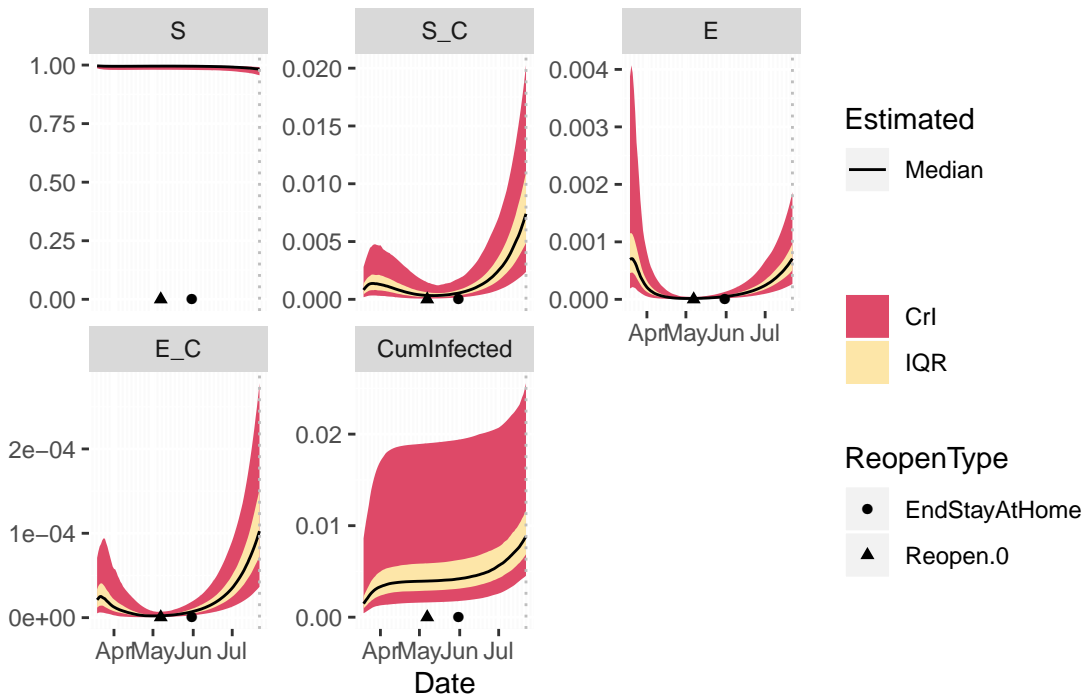 S
S_C
E
1.00
0.75
0.50
0.25
0.00
0.020
0.015
0.010
0.005
0.000
0.004
0.003
0.002
0.001
0.000
Apr May Jun Jul
E_C
CumInfected
2e−04
1e−04
0e+00
0.02
0.01
0.00
Apr May Jun Jul
Apr May Jun Jul
Date
Estimated
Median
CrI
IQR
ReopenType
EndStayAtHome
Reopen.0